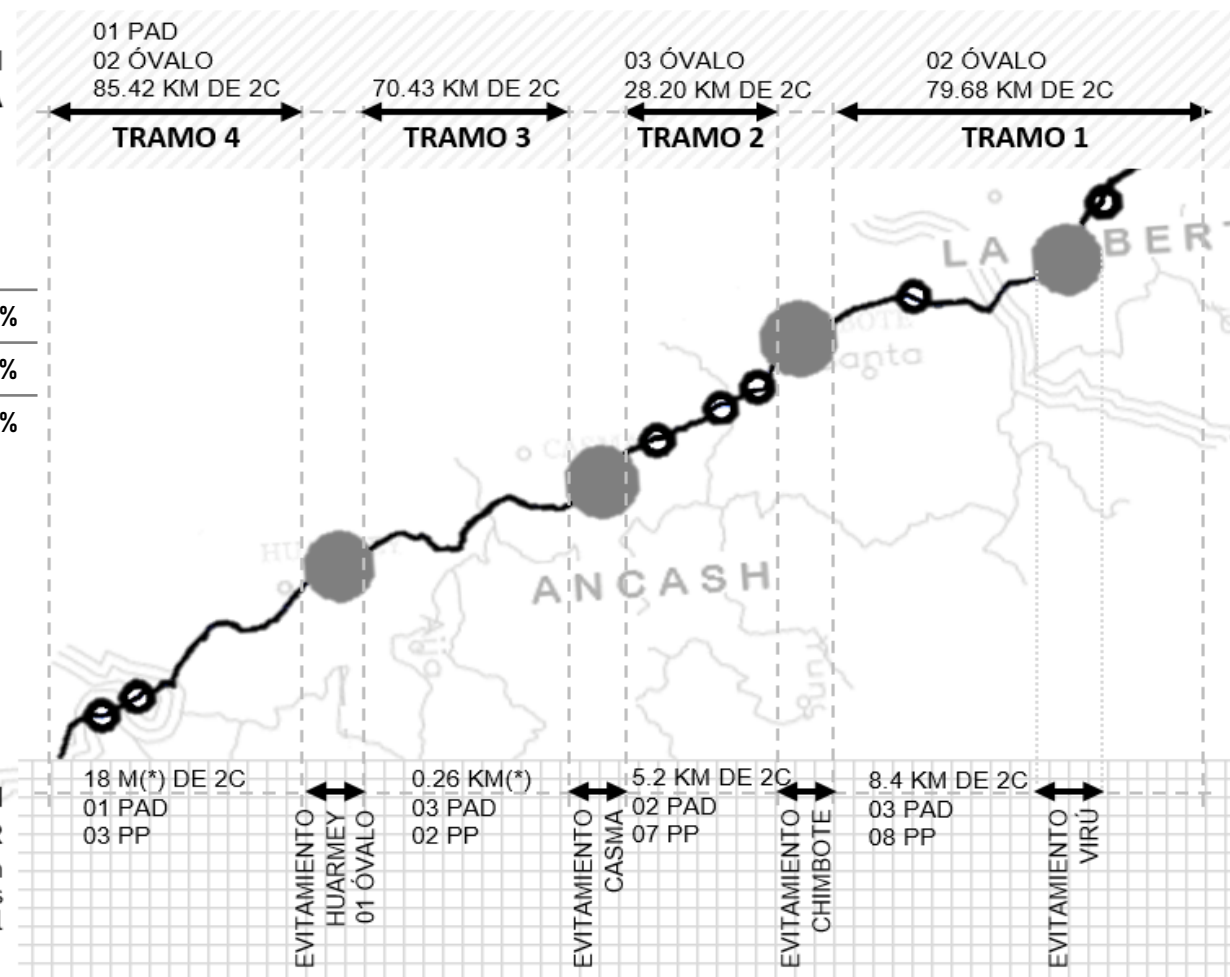 01 PAD
02 ÓVALO
85.42 KM DE 2C
70.43 KM DE 2C
03 ÓVALO
28.20 KM DE 2C
02 ÓVALO
79.68 KM DE 2C
TRAMO 4
TRAMO 3
TRAMO 2
TRAMO 1
LA BERT
%
%
%
anta
CASM
ANCASH
18 M(*) DE 2C
01 PAD
03 PP
0.26 KM(*)
03 PAD
02 PP
5.2 KM DE 2C
02 PAD
07 PP
8.4 KM DE 2C
03 PAD
08 PP
EVITAMIENTO
HUARMEY
01 ÓVALO
EVITAMIENTO
CASMA
EVITAMIENTO
CHIMBOTE
EVITAMIENTO
VIRÚ